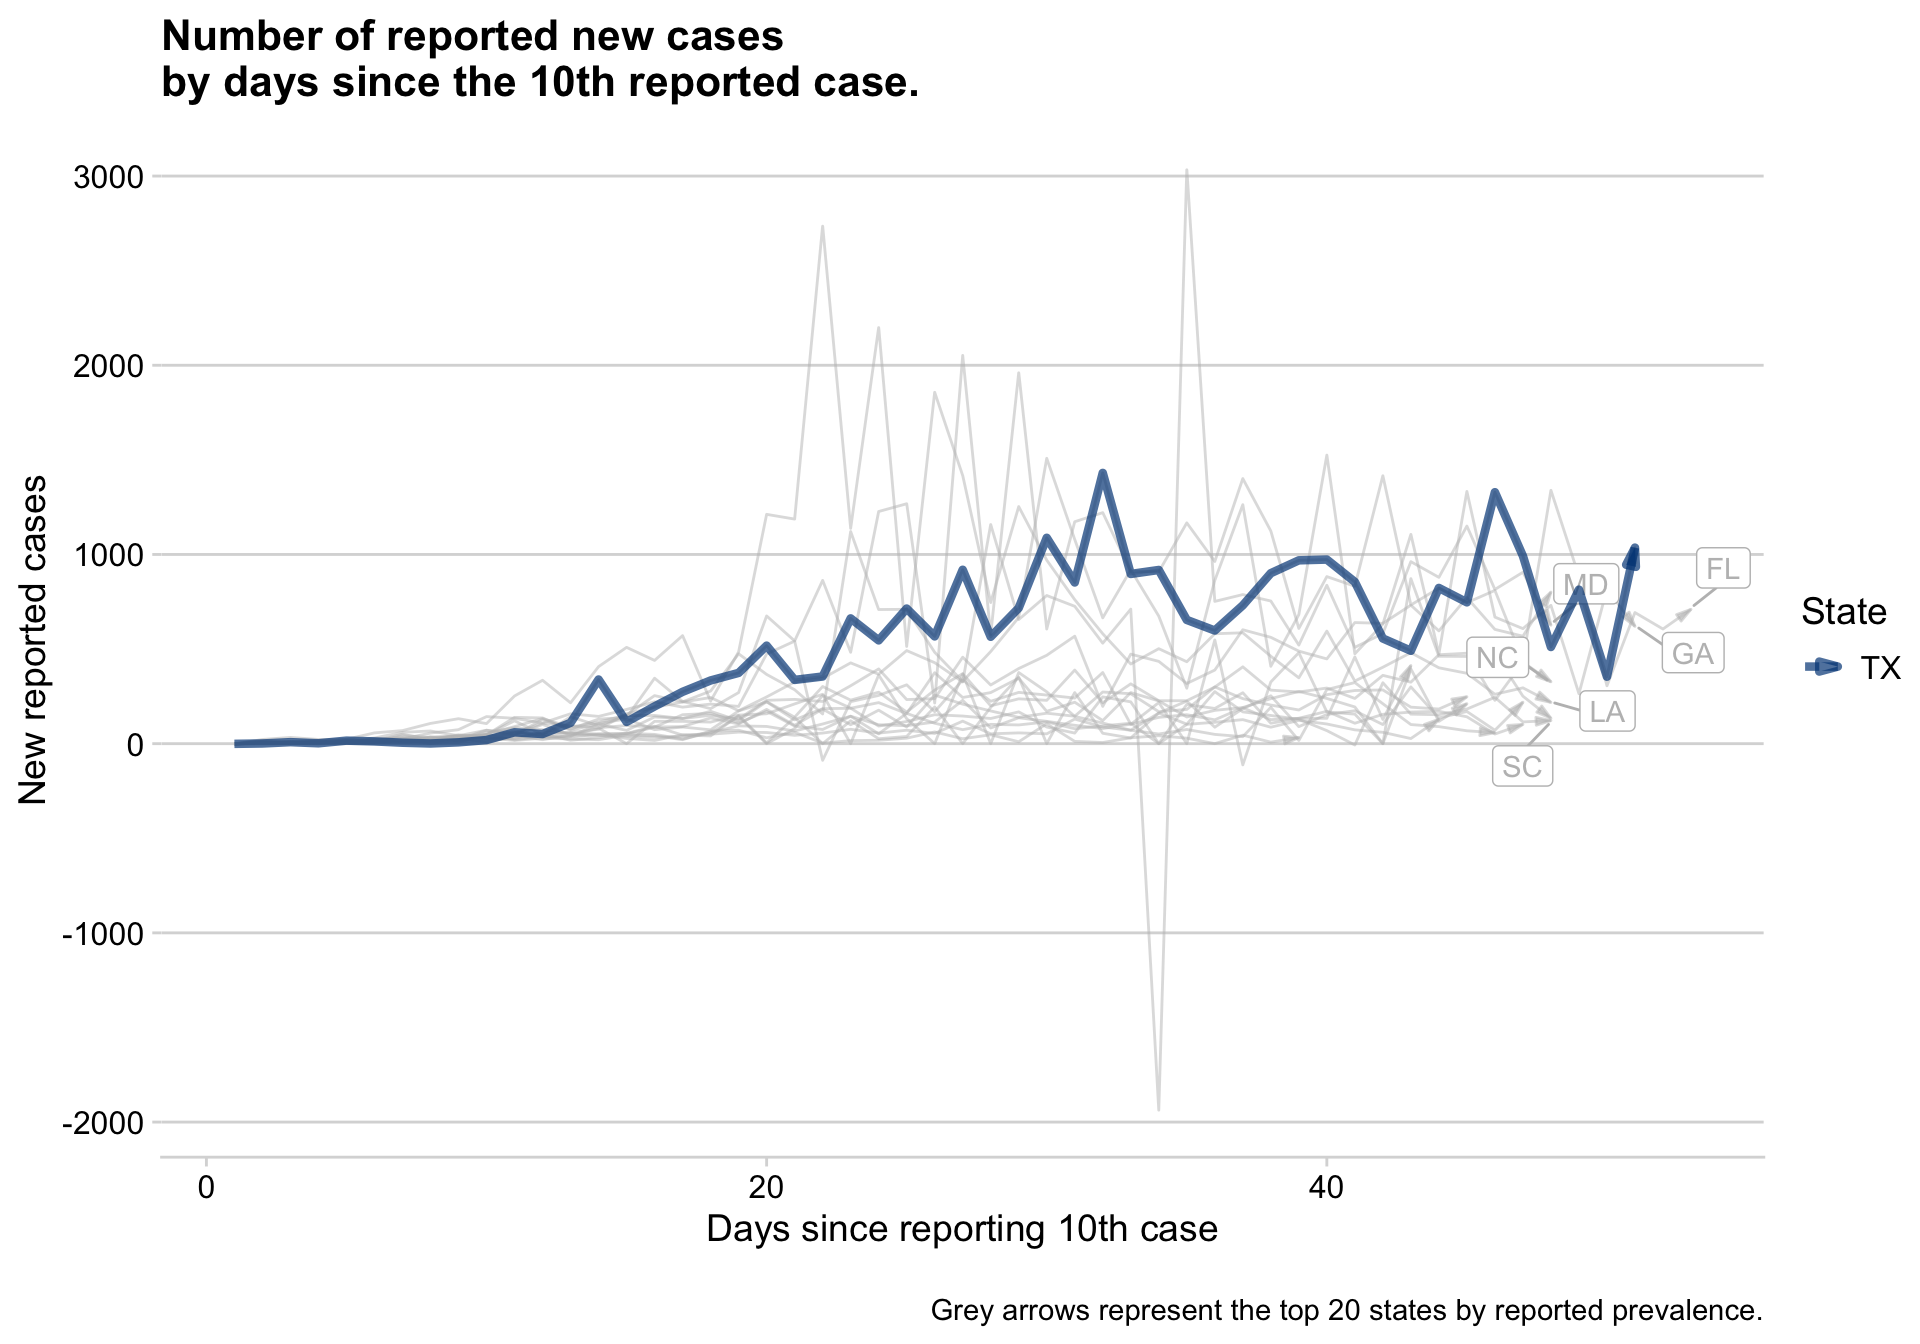 Number of reported new cases
by days since the 10th reported case.
New reported cases
3000
2000
1000
0
-1000
-2000
MD
FL
NC
GA
LA
SC
State
TX
0
20
40
Days since reporting 10th case
Grey arrows represent the top 20 states by reported prevalence.